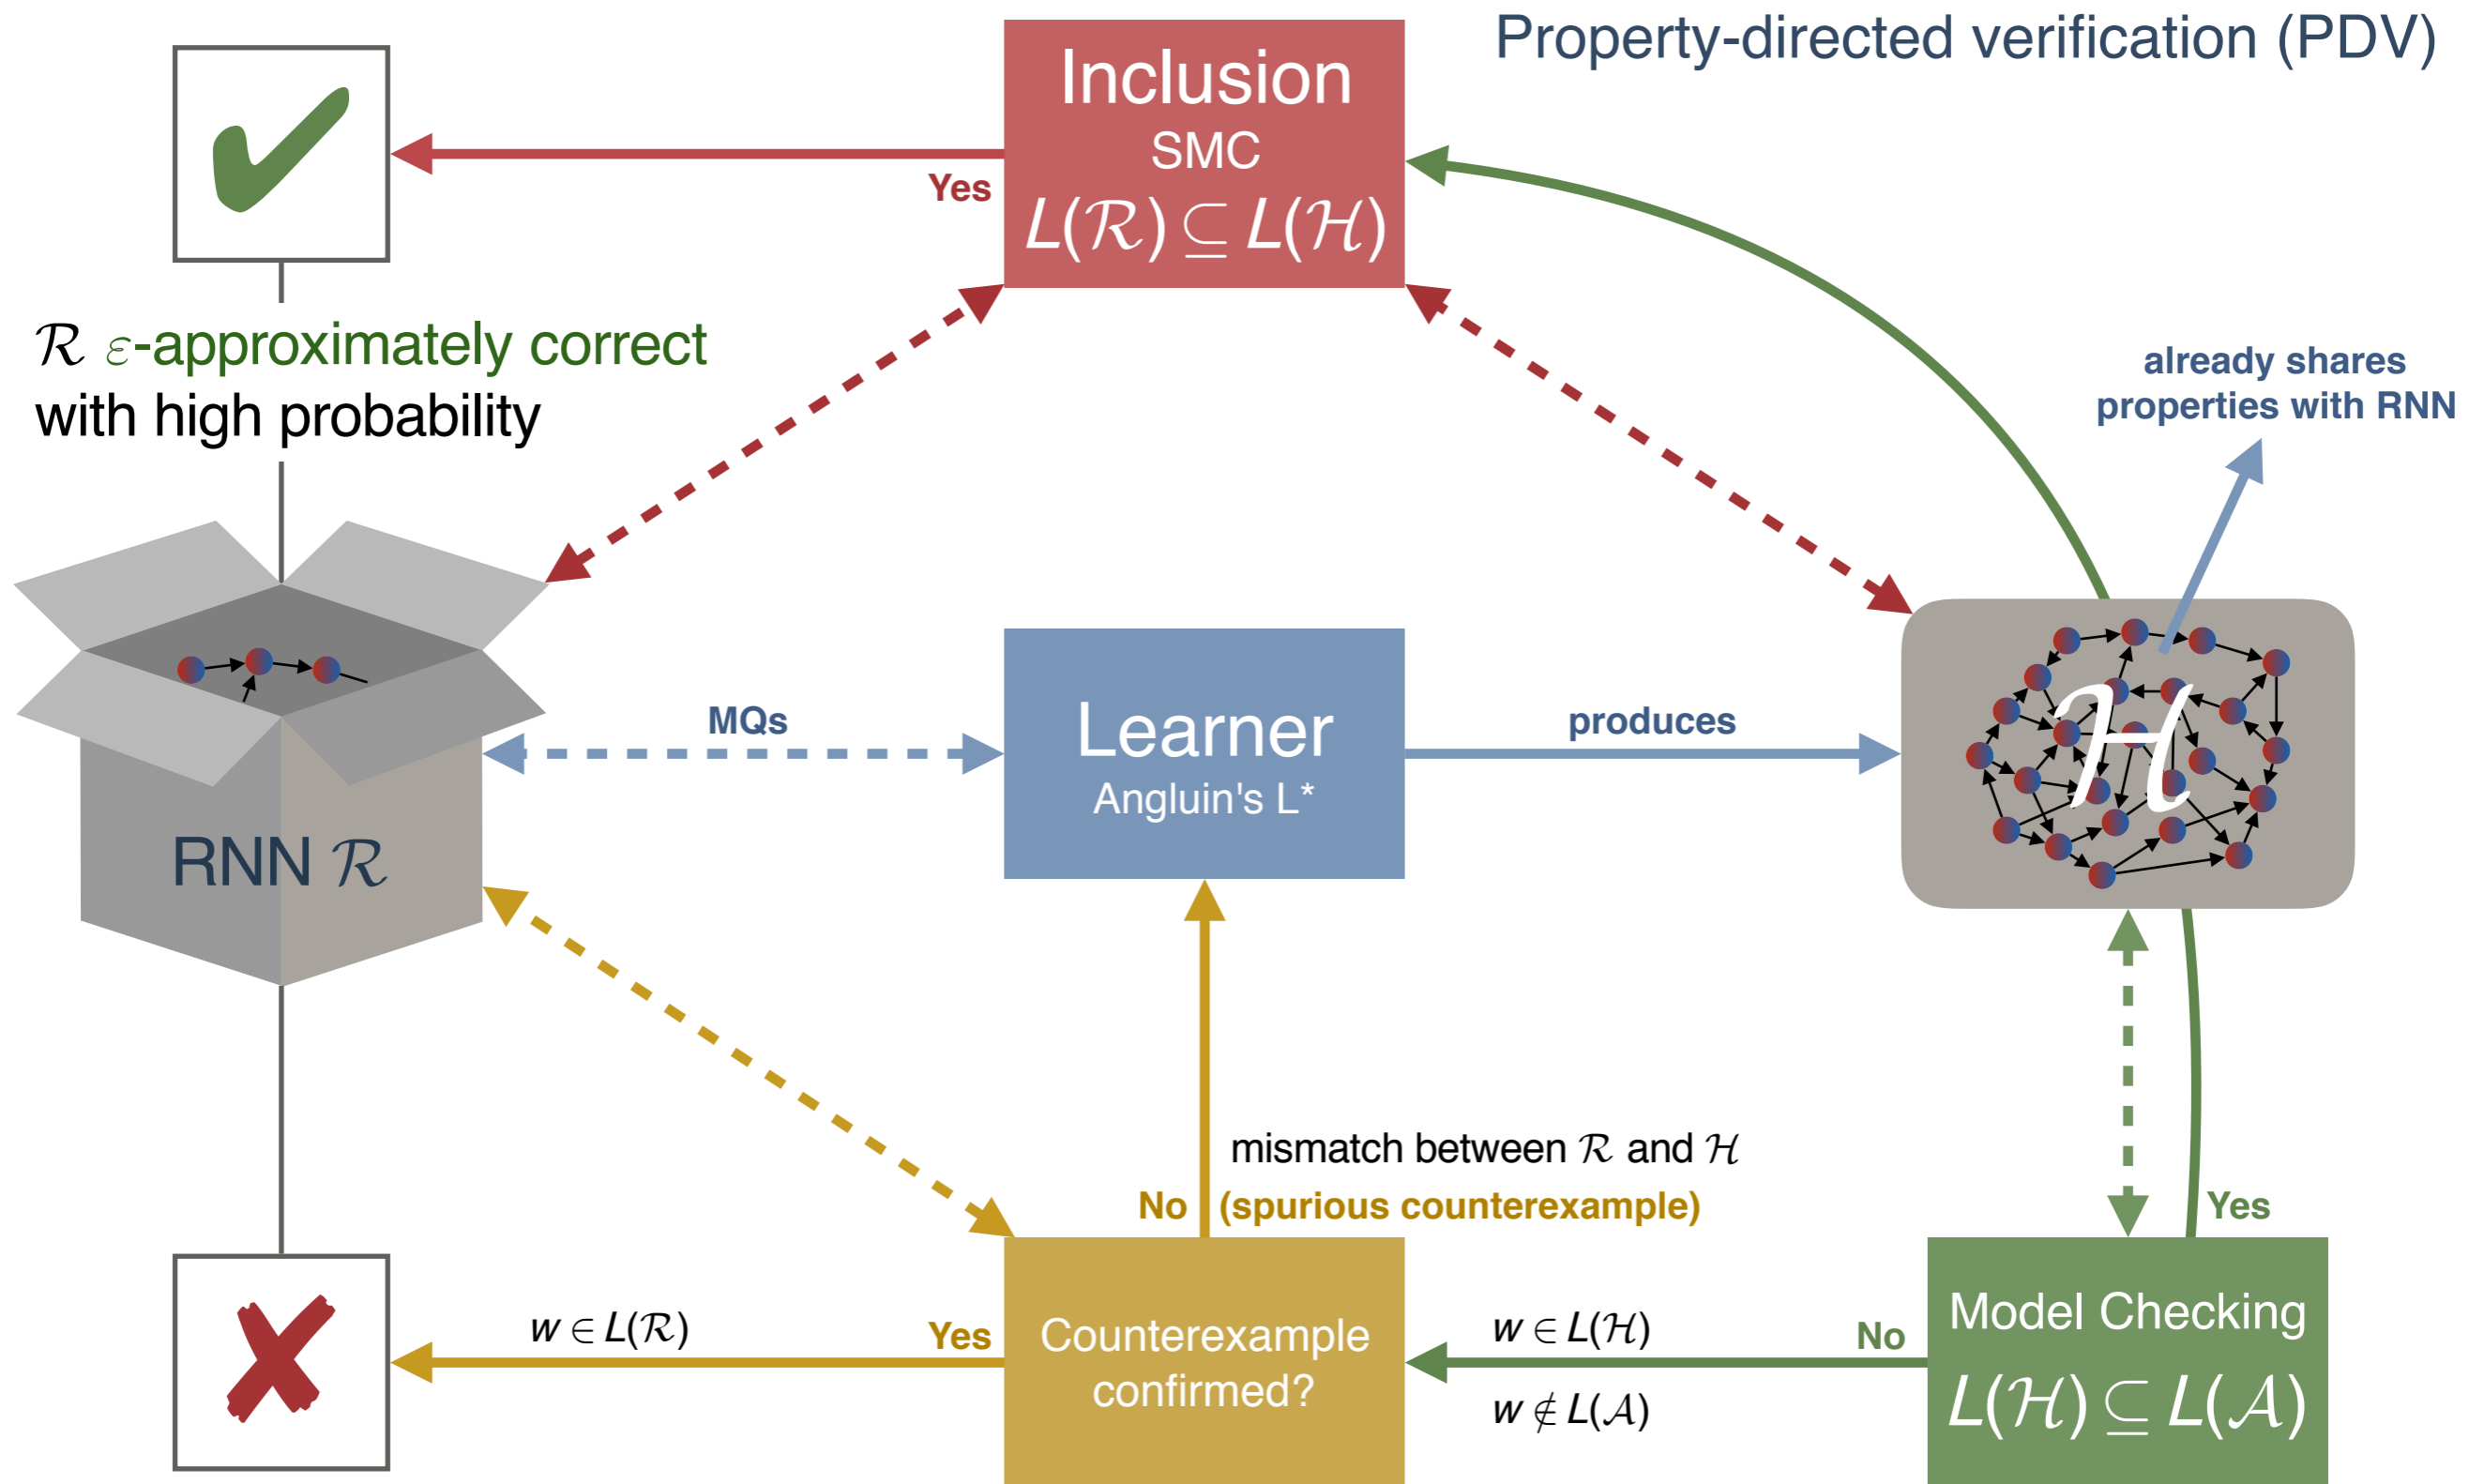 Property-directed verification (PDV)
Inclusion
SMC
L(ℛ) ⊆ L(ℋ)
Yes
ℛ ε-approximately correct
with high probability
already shares
properties with RNN
MQs
Learner
Angluin's L*
produces
ℋ
RNN ℛ
mismatch between ℛ and ℋ
No (spurious counterexample)
Yes
w ∈ L(ℛ)
Yes
Counterexample
confirmed?
w ∈ L(ℋ)
w ∉ L(𝒜)
No
Model Checking
L(ℋ) ⊆ L(𝒜)